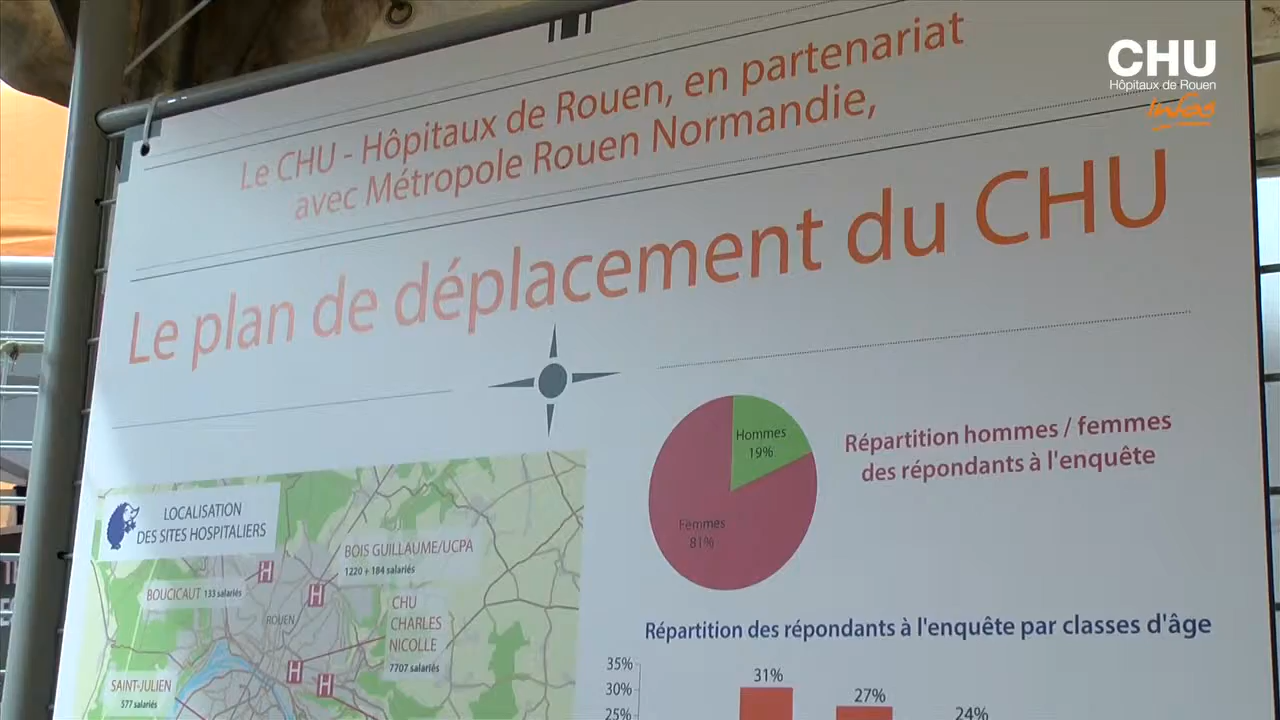 CHU
Hôpitaux de Rouen
Infos
Le CHU - Hôpitaux de Rouen, en partenariat
avec Métropole Rouen Normandie,
Le plan de déplacement du CHU
Hommes
19%
Femmes
81%
Répartition hommes / femmes
des répondants à l'enquête
LOCALISATION
DES SITES HOSPITALIERS
BOIS GUILLAUME/UCPA
1220 + 184 salariés
H
BOUCICAUT 133 salariés
H
ROUEN
CHU
CHARLES
NICOLLE
7707 salariés
H
H
SAINT-JULIEN
577 salariés
Répartition des répondants à l'enquête par classes d'âge
35%
30%
25%
31%
27%
24%